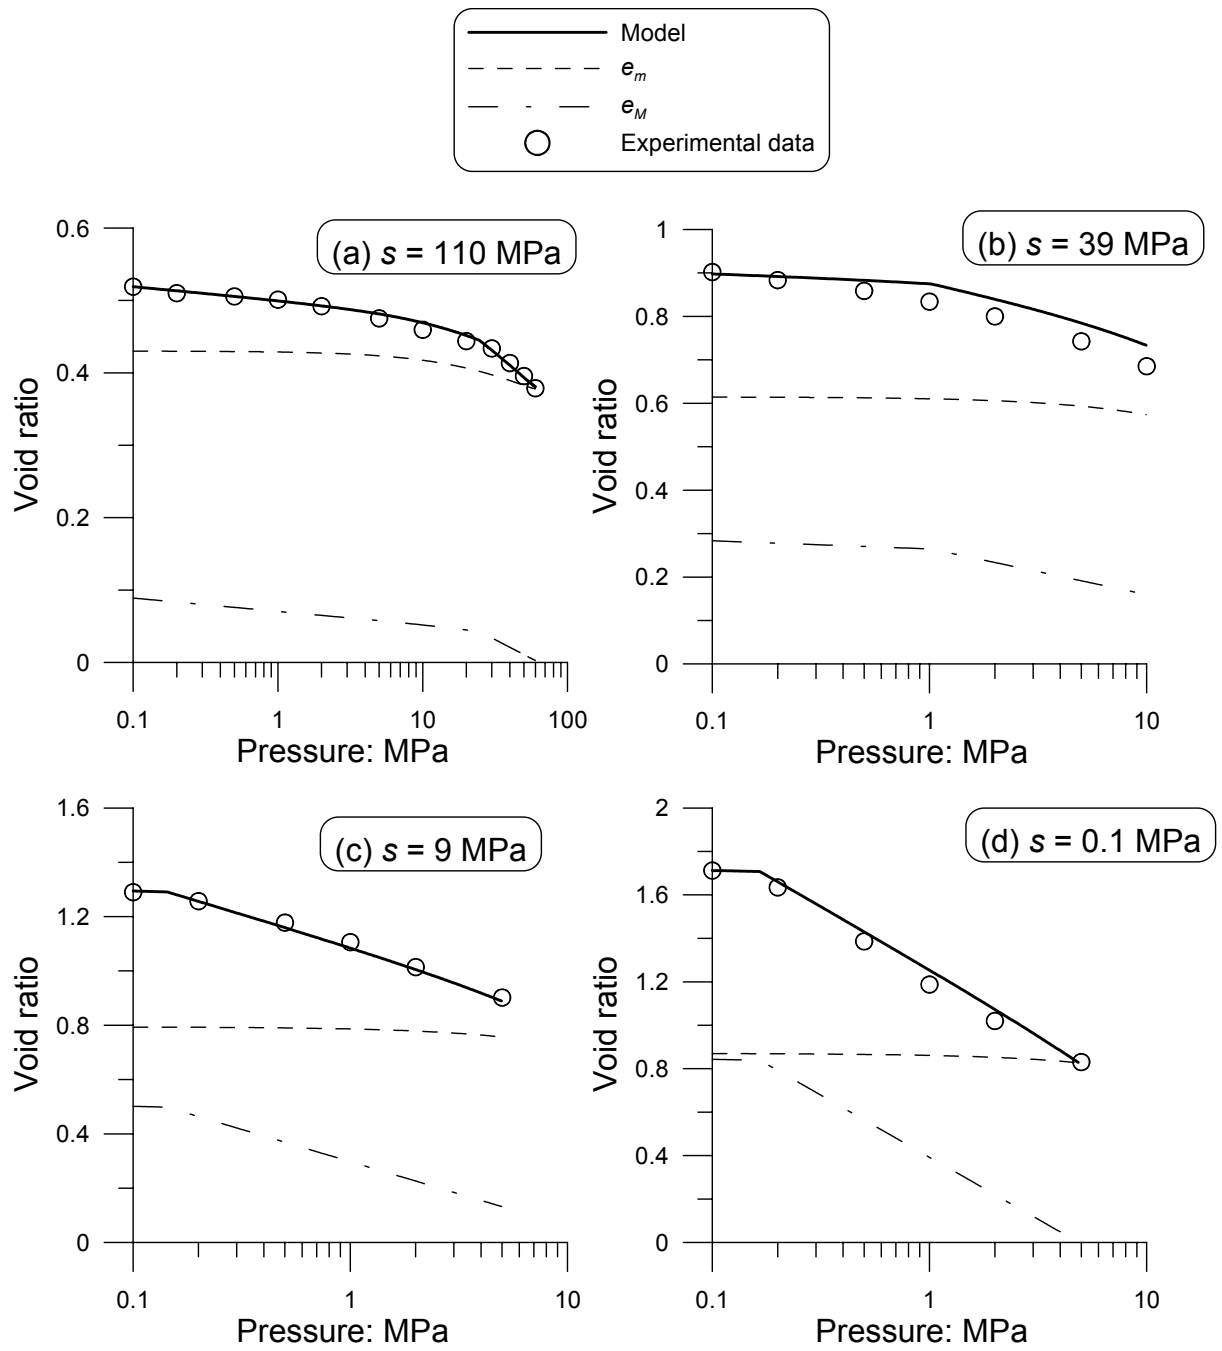 Model
e_m
e_M
Experimental data
(a) s = 110 MPa
0.6
0.4
0.2
0
Void ratio
0.1 1 10 100
Pressure: MPa
(b) s = 39 MPa
1
0.8
0.6
0.4
0.2
0
Void ratio
0.1 1 10
Pressure: MPa
(c) s = 9 MPa
1.6
1.2
0.8
0.4
0
Void ratio
0.1 1 10
Pressure: MPa
(d) s = 0.1 MPa
2
1.6
1.2
0.8
0.4
0
Void ratio
0.1 1 10
Pressure: MPa